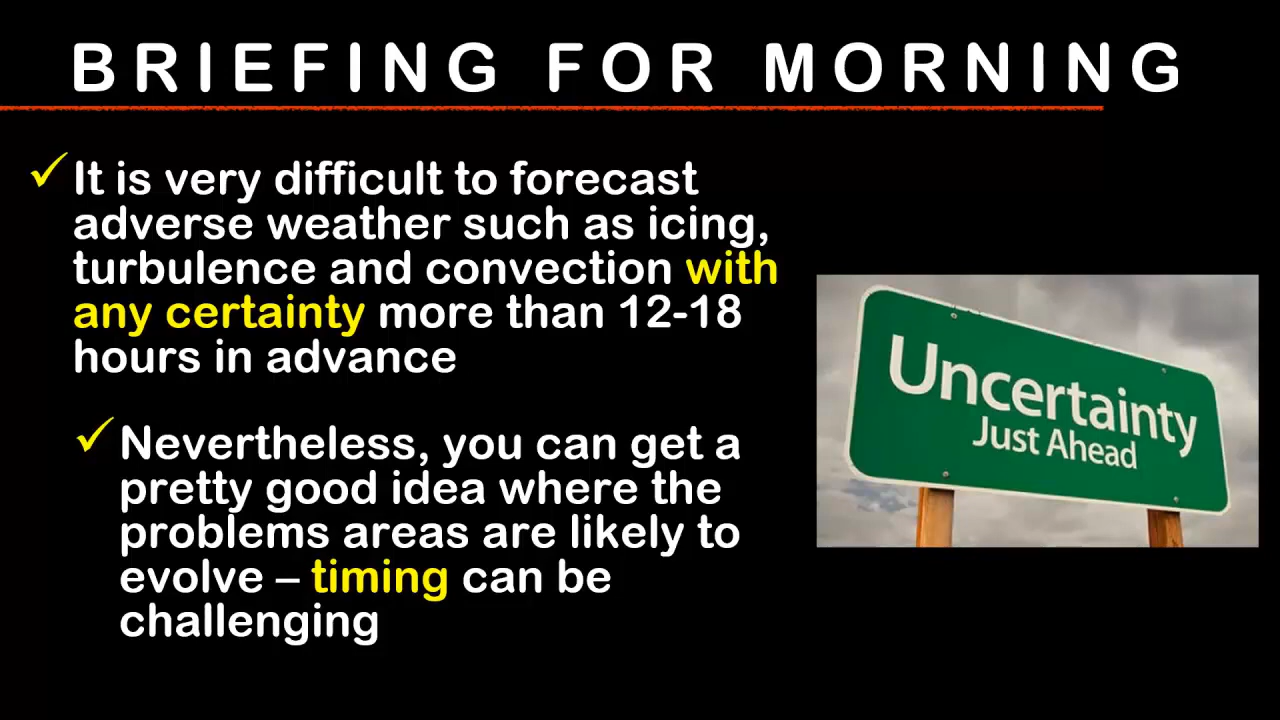 BRIEFING FOR MORNING
✓ It is very difficult to forecast
adverse weather such as icing,
turbulence and convection with
any certainty more than 12-18
hours in advance
✓ Nevertheless, you can get a
pretty good idea where the
problems areas are likely to
evolve – timing can be
challenging
Uncertainty
Just Ahead